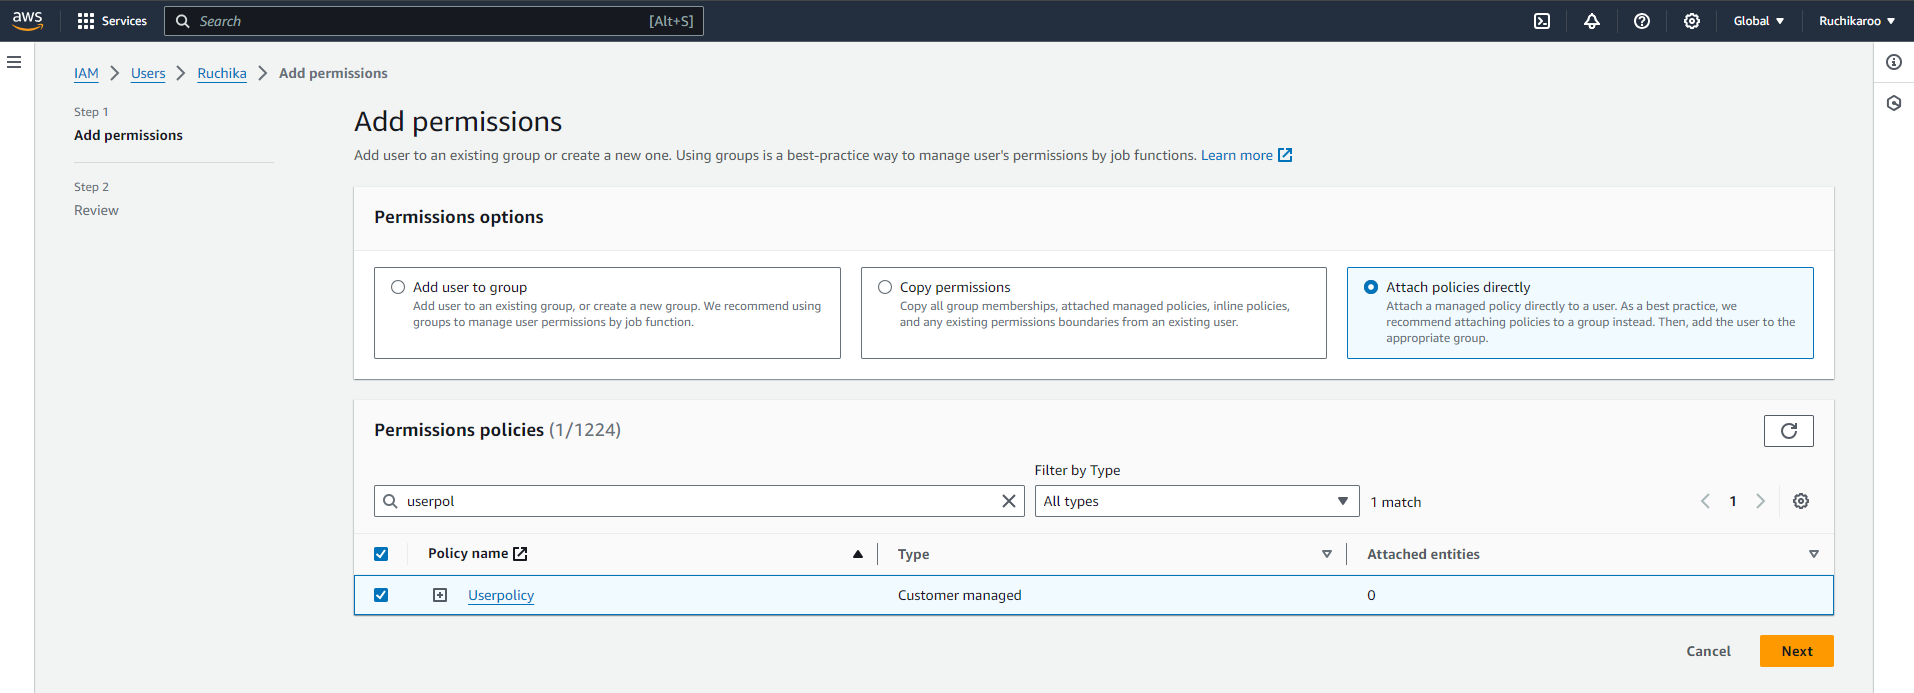 aws
Services
Search
[Alt+S]
Global
Ruchikaroo
IAM
Users
Ruchika
Add permissions
Step 1
Add permissions
Step 2
Review
Add permissions
Add user to an existing group or create a new one. Using groups is a best-practice way to manage user's permissions by job functions. Learn more
Permissions options
Add user to group
Add user to an existing group, or create a new group. We recommend using
groups to manage user permissions by job function.
Copy permissions
Copy all group memberships, attached managed policies, inline policies,
and any existing permissions boundaries from an existing user.
Attach policies directly
Attach a managed policy directly to a user. As a best practice, we
recommend attaching policies to a group instead. Then, add the user to the
appropriate group.
Permissions policies (1/1224)
Filter by Type
userpol
All types
1 match
1
Policy name
Type
Attached entities
Userpolicy
Customer managed
0
Cancel
Next